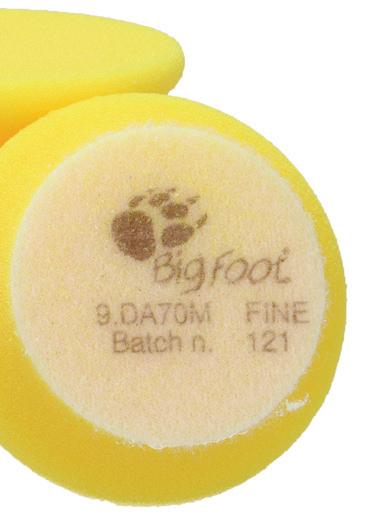 BigFoot
9.DA70M FINE
Batch n. 121